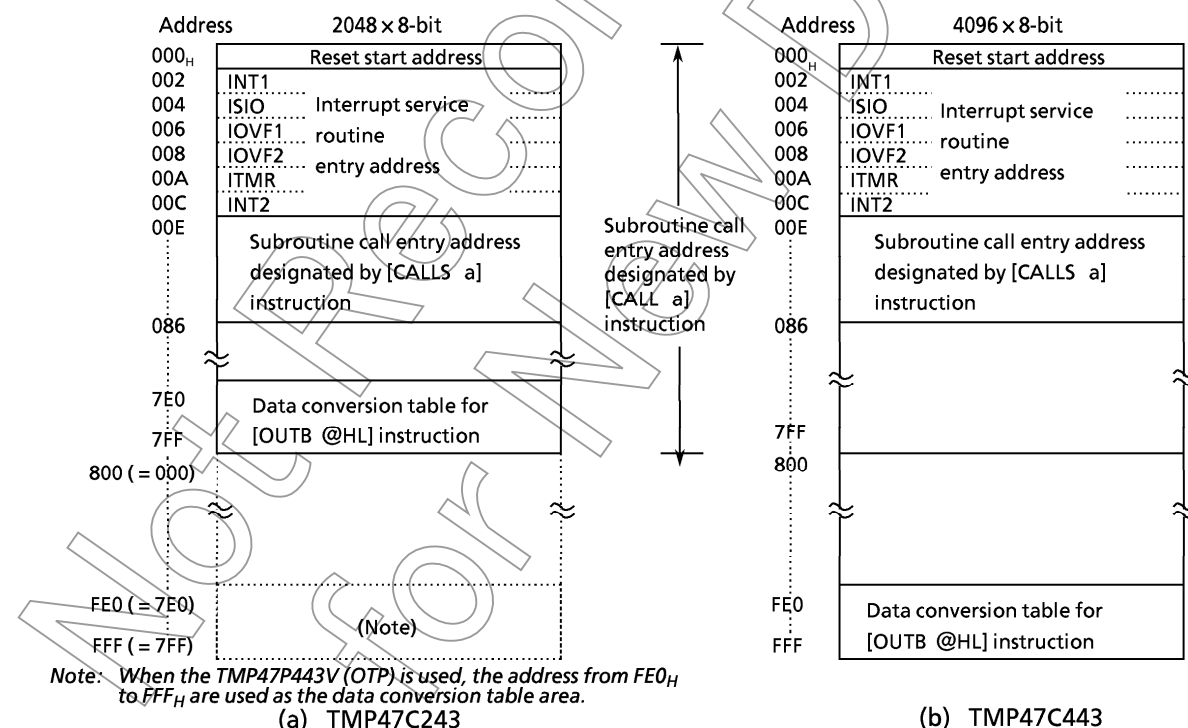 Address 2048 × 8-bit
000H Reset start address
002 INT1
004 ISIO Interrupt service
006 IOVF1 routine
008 IOVF2 entry address
00A ITMR
00C INT2
00E
Subroutine call entry address
designated by [CALLS a]
instruction
086
7E0 Data conversion table for
7FF [OUTB @HL] instruction
800 ( = 000)
FE0 ( = 7E0)
(Note)
FFF ( = 7FF)
Note: When the TMP47P443V (OTP) is used, the address from FE0H
to FFFH are used as the data conversion table area.
(a) TMP47C243
Subroutine call
entry address
designated by
[CALL a]
instruction
Address 4096 × 8-bit
000H Reset start address
002 INT1
004 ISIO Interrupt service
006 IOVF1 routine
008 IOVF2 entry address
00A ITMR
00C INT2
00E
Subroutine call entry address
designated by [CALLS a]
instruction
086
7FF
800
FE0 Data conversion table for
FFF [OUTB @HL] instruction
(b) TMP47C443
Not Recom
for New D